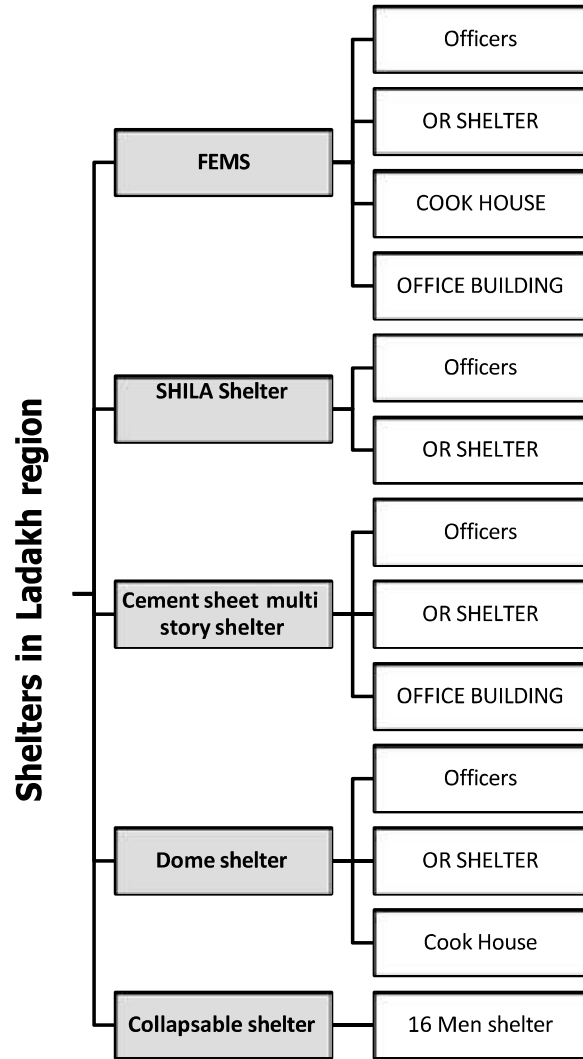 Shelters in Ladakh region
FEMS
Officers
OR SHELTER
COOK HOUSE
OFFICE BUILDING
SHILA Shelter
Officers
OR SHELTER
Cement sheet multi
story shelter
Officers
OR SHELTER
OFFICE BUILDING
Dome shelter
Officers
OR SHELTER
Cook House
Collapsable shelter
16 Men shelter